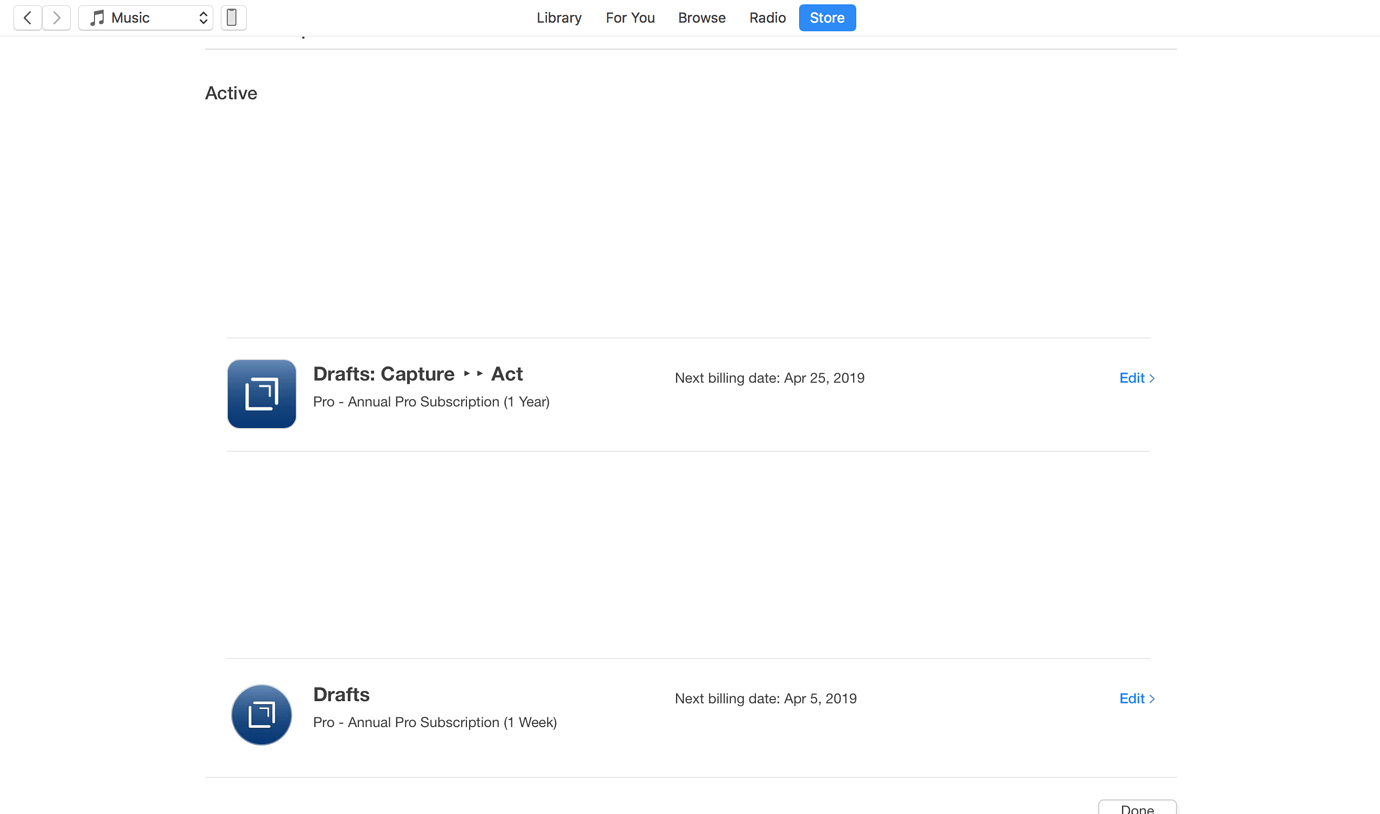 Music
Library
For You
Browse
Radio
Store
Active
Drafts: Capture ‣‣ Act
Pro - Annual Pro Subscription (1 Year)
Next billing date: Apr 25, 2019
Edit >
Drafts
Pro - Annual Pro Subscription (1 Week)
Next billing date: Apr 5, 2019
Edit >
Done